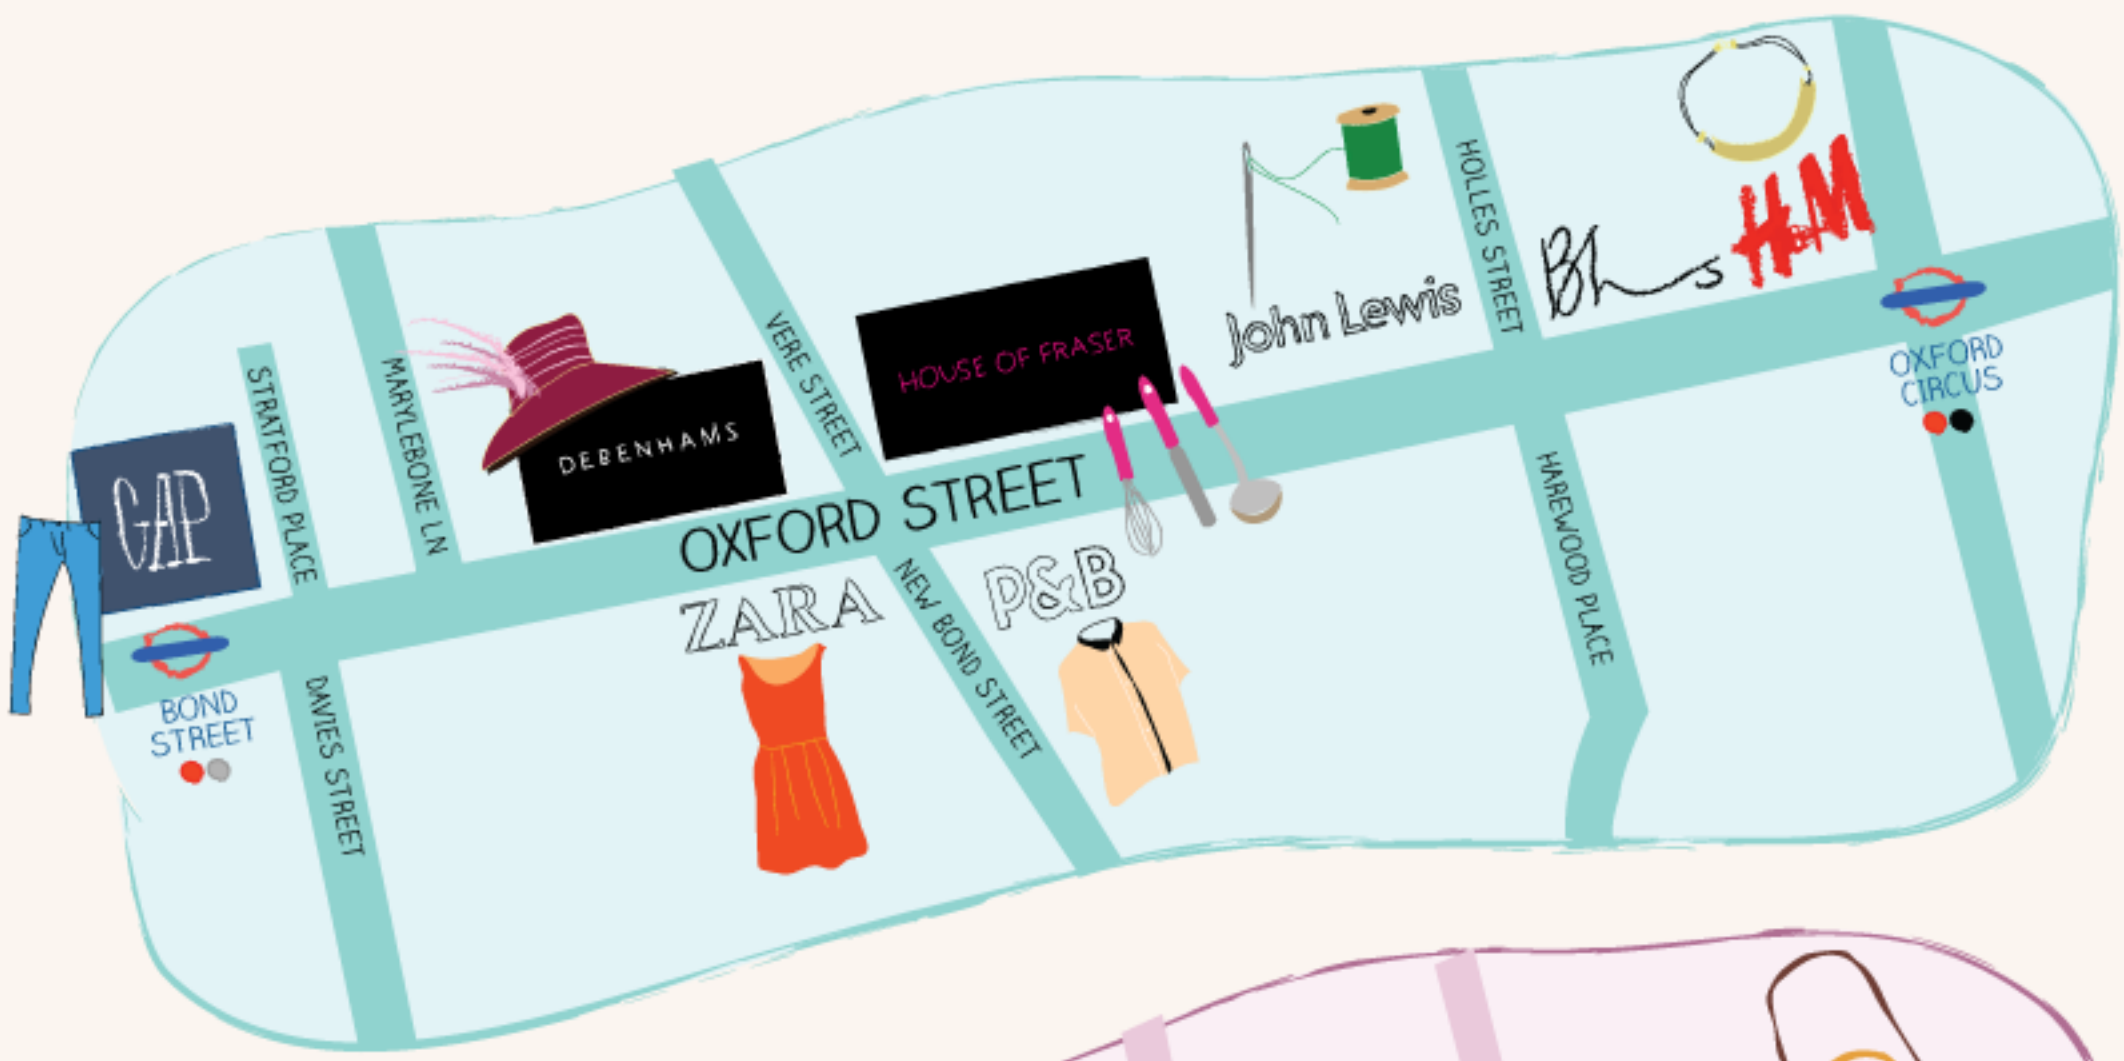 HOLLES STREET
Bhs
H&M
John Lewis
VERE STREET
HOUSE OF FRASER
MARYLEBONE LN
STRATFORD PLACE
DEBENHAMS
GAP
OXFORD STREET
OXFORD
CIRCUS
ZARA
P&B
NEW BOND STREET
HAREWOOD PLACE
BOND
STREET
DAVIES STREET